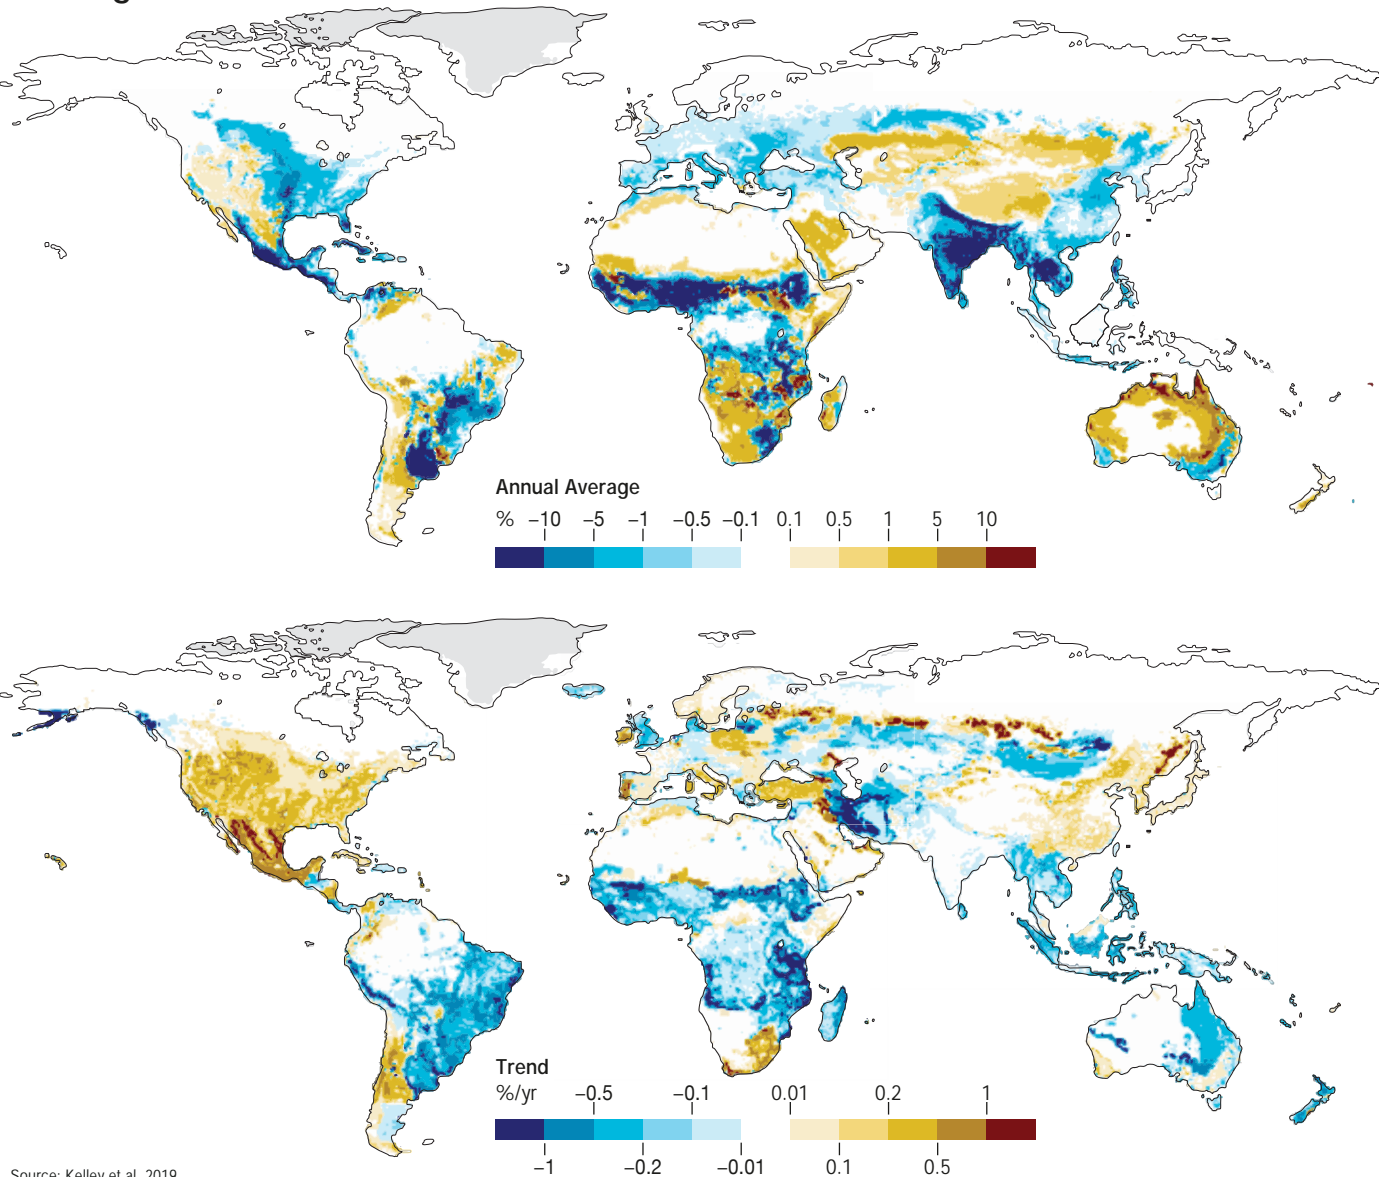 Annual Average
% −10 −5 −1 −0.5 −0.1 0.1 0.5 1 5 10
Trend
%/yr −0.5 −0.1 0.01 0.2 1
−1 −0.2 −0.01 0.1 0.5
Source: Kelley et al. 2019